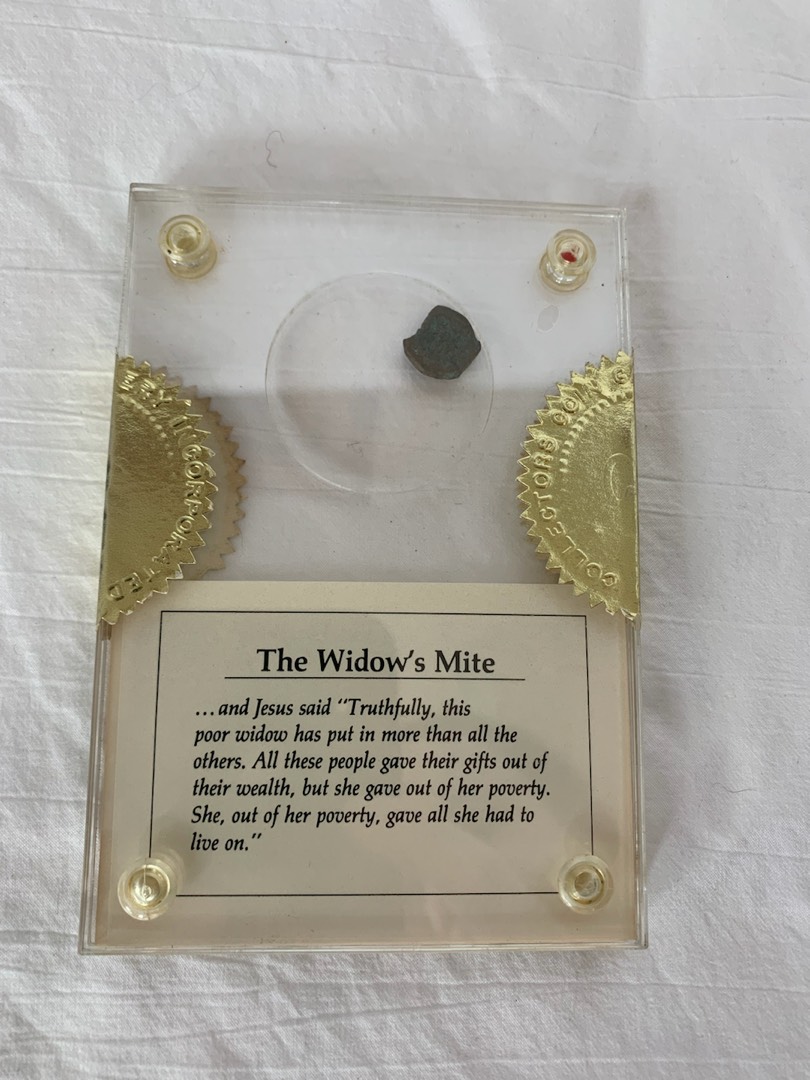 INCORPORATED
COLLECTORS
The Widow's Mite
...and Jesus said "Truthfully, this
poor widow has put in more than all the
others. All these people gave their gifts out of
their wealth, but she gave out of her poverty.
She, out of her poverty, gave all she had to
live on."